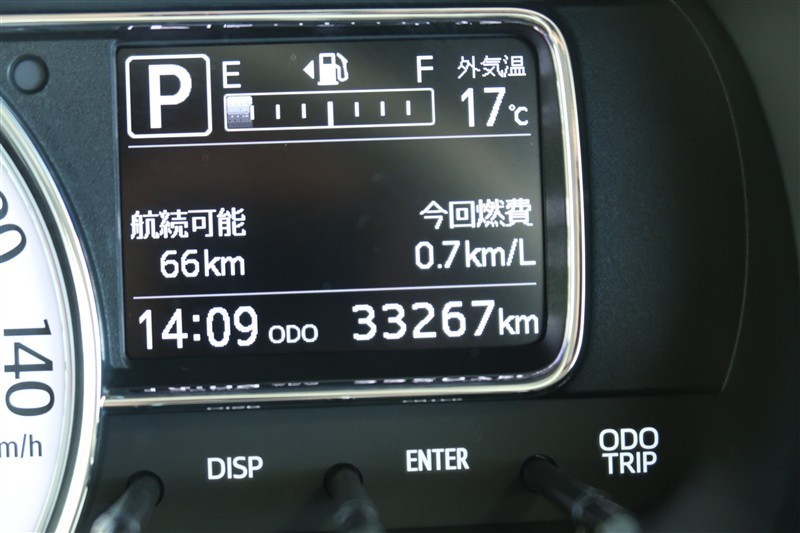 P
E F
外気温
17℃
航続可能
66km
今回燃費
0.7km/L
14:09 ODO 33267km
140
m/h
DISP
ENTER
ODO
TRIP